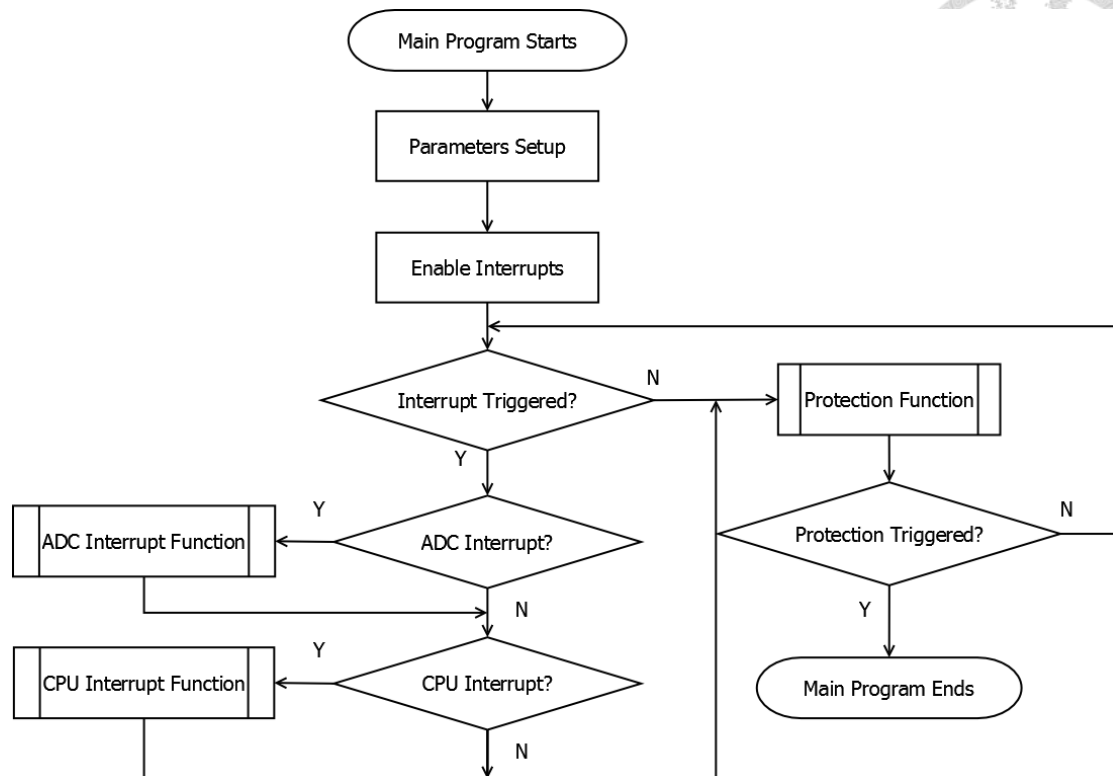 Main Program Starts
Parameters Setup
Enable Interrupts
Interrupt Triggered?
N
Protection Function
Y
ADC Interrupt Function
Y
ADC Interrupt?
Protection Triggered?
N
N
Y
CPU Interrupt Function
Y
CPU Interrupt?
Main Program Ends
N